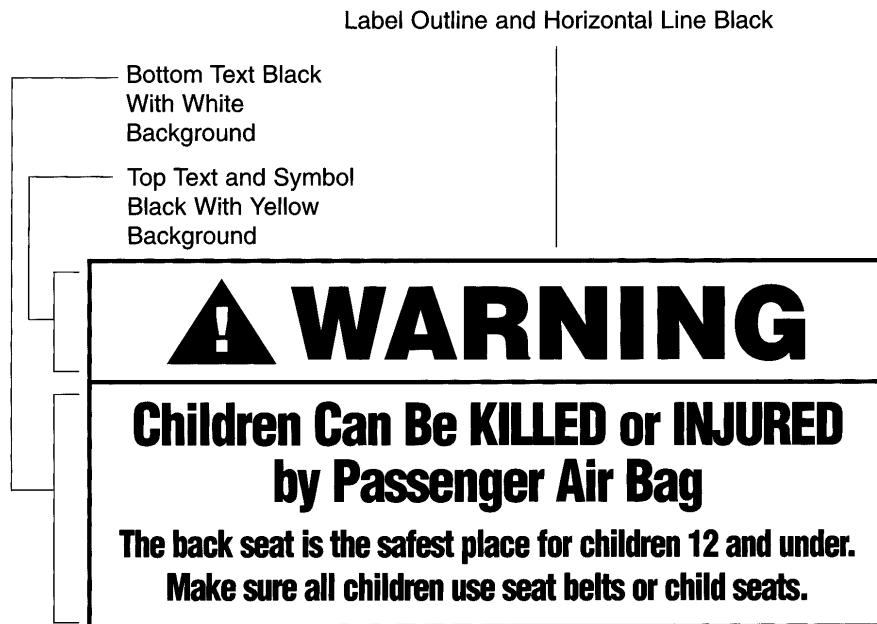 Label Outline and Horizontal Line Black
Bottom Text Black
With White
Background
Top Text and Symbol
Black With Yellow
Background
! WARNING
Children Can Be KILLED or INJURED
by Passenger Air Bag
The back seat is the safest place for children 12 and under.
Make sure all children use seat belts or child seats.